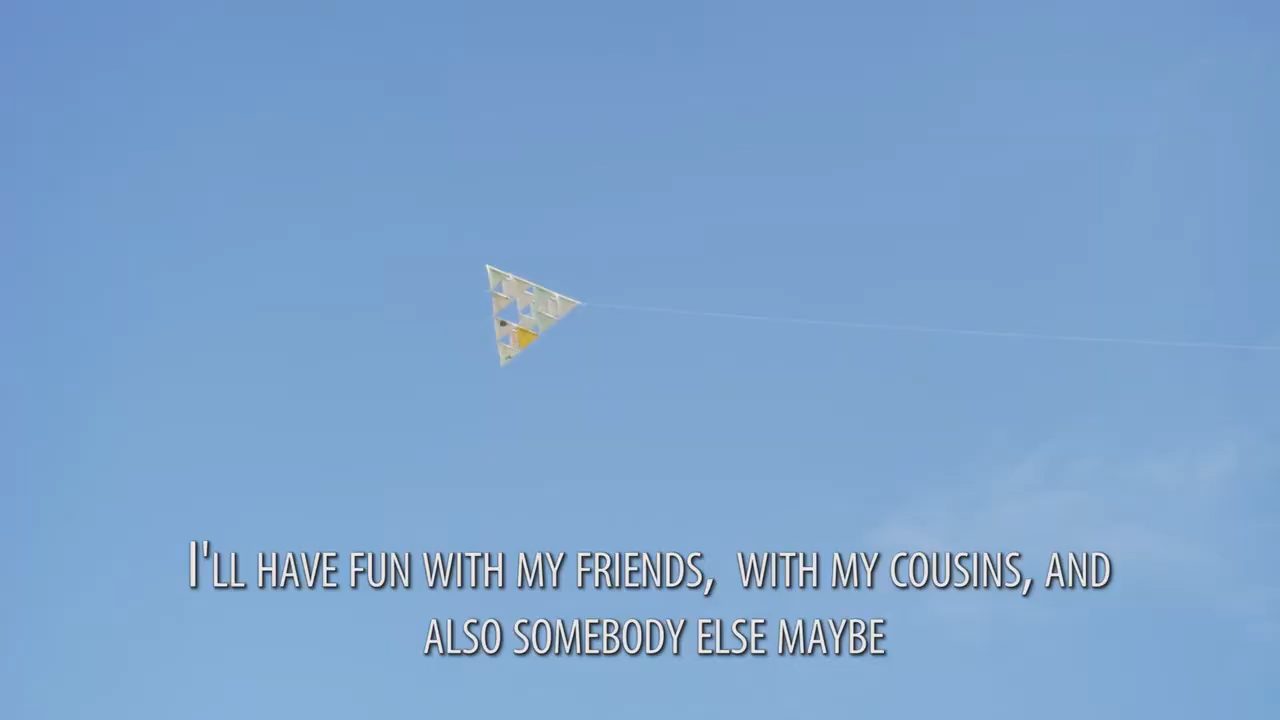 I'LL HAVE FUN WITH MY FRIENDS,  WITH MY COUSINS, AND
ALSO SOMEBODY ELSE MAYBE